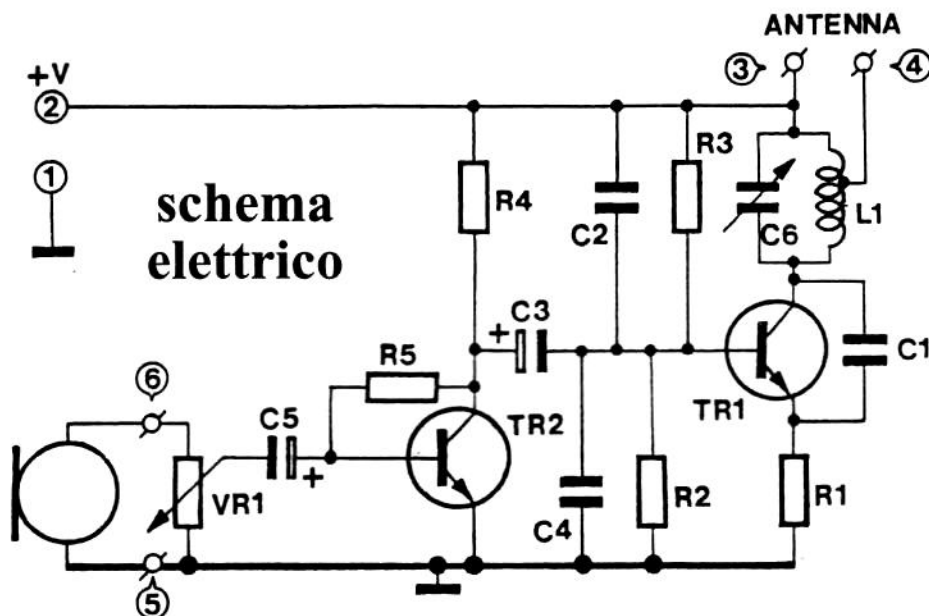 ANTENNA
③ ④
+V
②
R3
①
schema
R4
C2
C6
L1
elettrico
+ C3
C1
R5
⑥
TR2
TR1
C5
+
VR1
C4
R2
R1
⑤